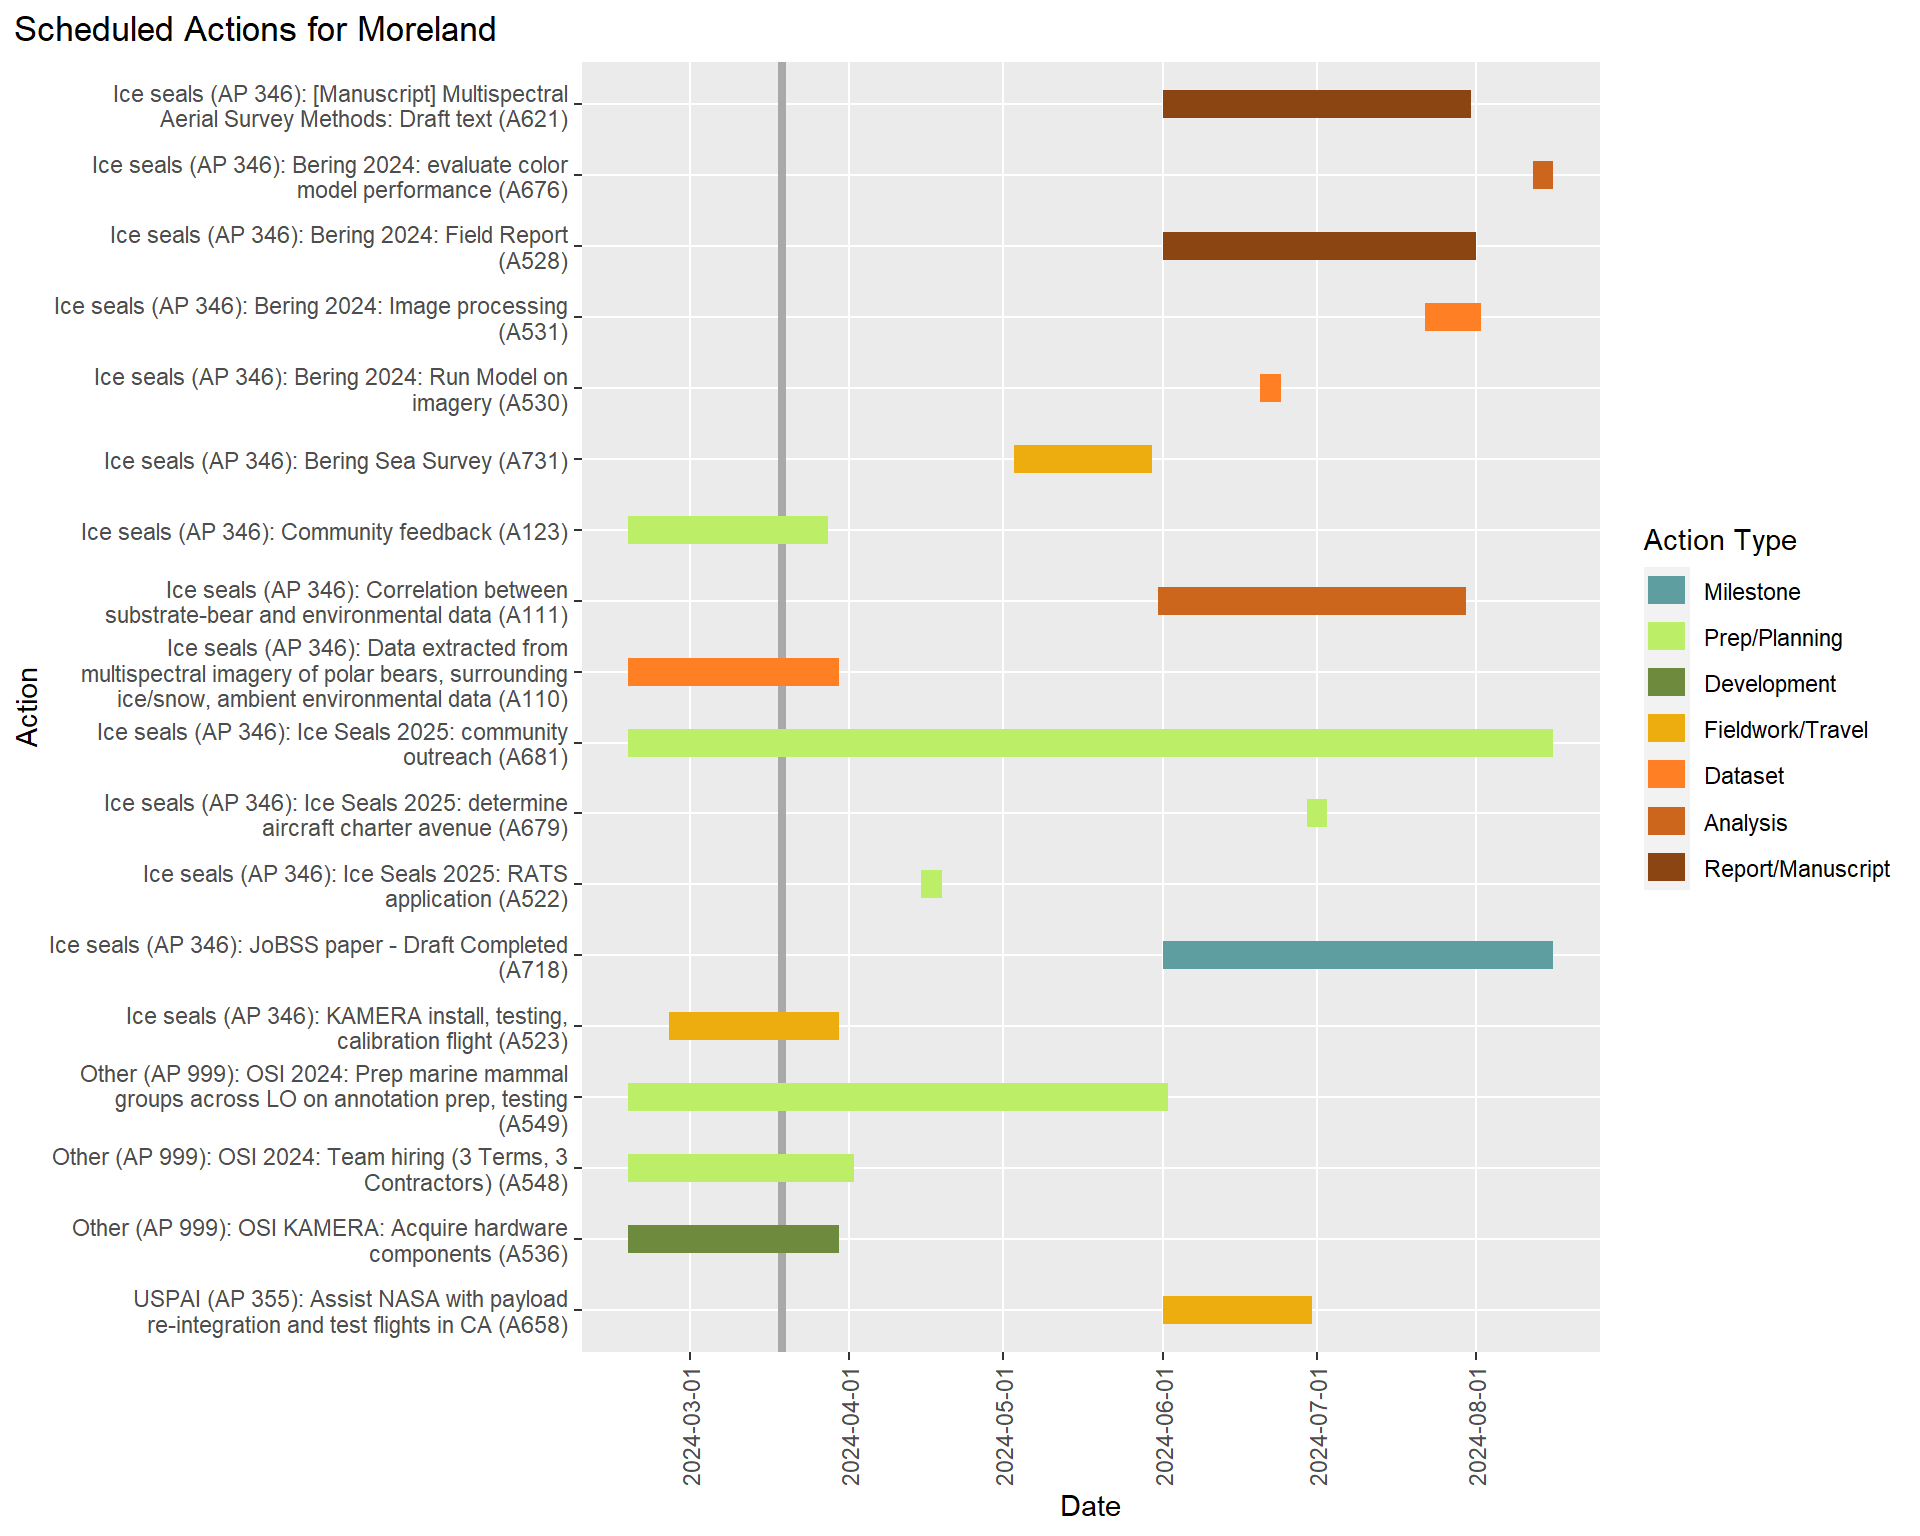 Scheduled Actions for Moreland
Ice seals (AP 346): [Manuscript] Multispectral
Aerial Survey Methods: Draft text (A621)
Ice seals (AP 346): Bering 2024: evaluate color
model performance (A676)
Ice seals (AP 346): Bering 2024: Field Report
(A528)
Ice seals (AP 346): Bering 2024: Image processing
(A531)
Ice seals (AP 346): Bering 2024: Run Model on
imagery (A530)
Ice seals (AP 346): Bering Sea Survey (A731)
Ice seals (AP 346): Community feedback (A123)
Ice seals (AP 346): Correlation between
substrate-bear and environmental data (A111)
Ice seals (AP 346): Data extracted from
multispectral imagery of polar bears, surrounding
ice/snow, ambient environmental data (A110)
Ice seals (AP 346): Ice Seals 2025: community
outreach (A681)
Ice seals (AP 346): Ice Seals 2025: determine
aircraft charter avenue (A679)
Ice seals (AP 346): Ice Seals 2025: RATS
application (A522)
Ice seals (AP 346): JoBSS paper - Draft Completed
(A718)
Ice seals (AP 346): KAMERA install, testing,
calibration flight (A523)
Other (AP 999): OSI 2024: Prep marine mammal
groups across LO on annotation prep, testing
(A549)
Other (AP 999): OSI 2024: Team hiring (3 Terms, 3
Contractors) (A548)
Other (AP 999): OSI KAMERA: Acquire hardware
components (A536)
USPAI (AP 355): Assist NASA with payload
re-integration and test flights in CA (A658)
Action
2024-03-01
2024-04-01
2024-05-01
2024-06-01
2024-07-01
2024-08-01
Date
Action Type
Milestone
Prep/Planning
Development
Fieldwork/Travel
Dataset
Analysis
Report/Manuscript